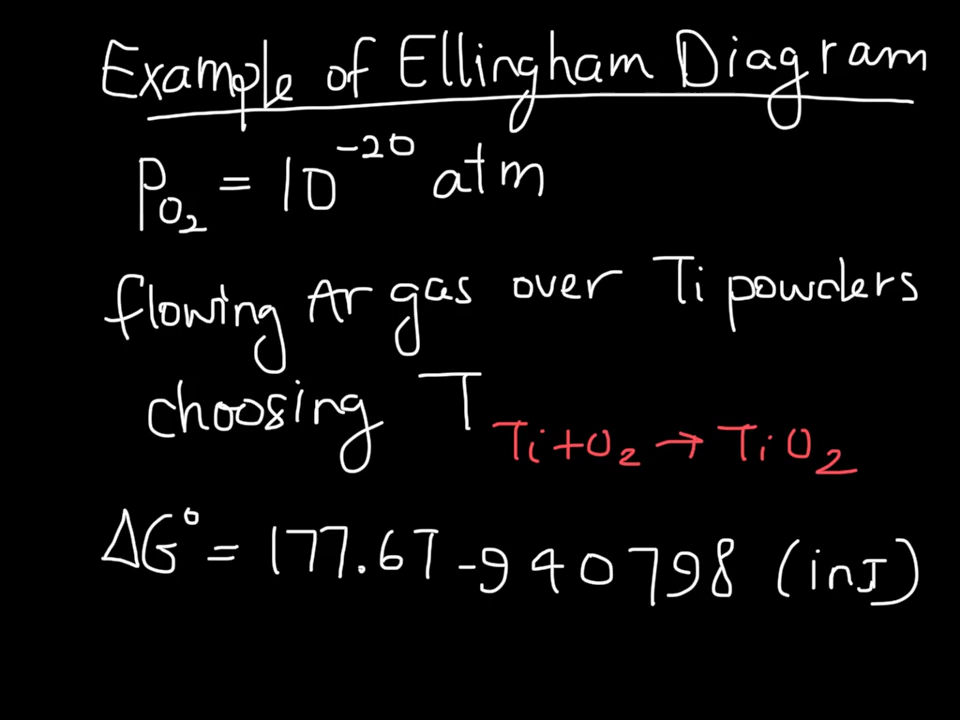 Example of Ellingham Diagram
P_O₂ = 10⁻²⁰ atm
flowing Ar gas over Ti powders
choosing T
Ti+O₂ → TiO₂
ΔG° = 177.6T -940798 (in J)